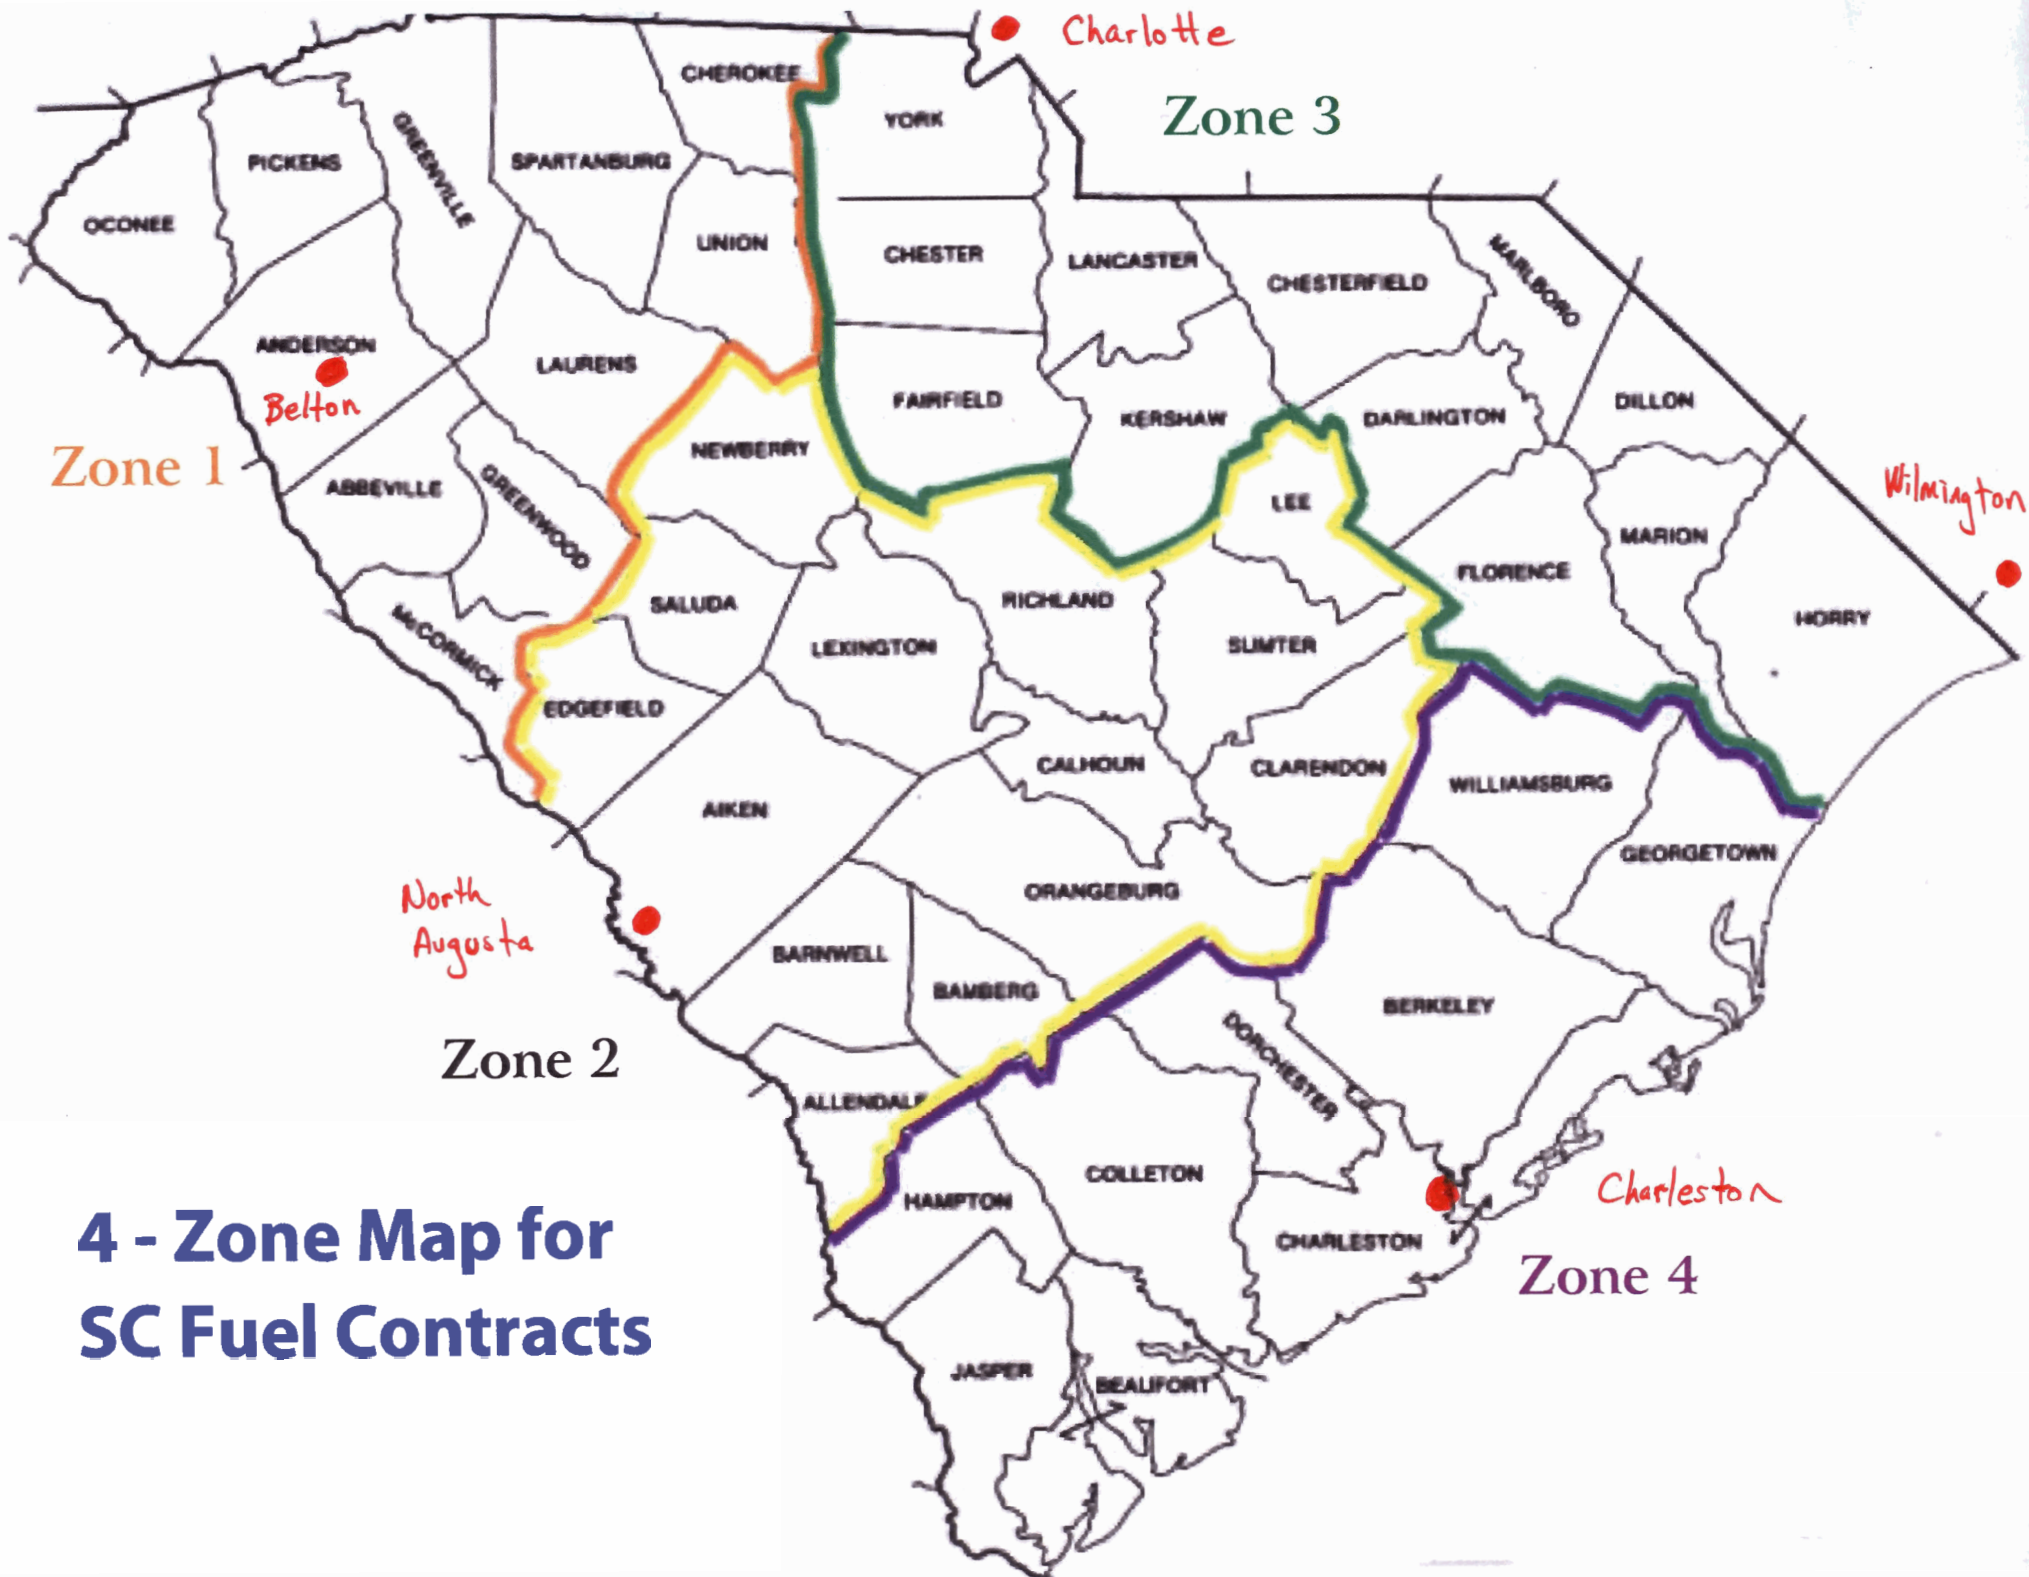 Charlotte
CHEROKEE
Zone 3
YORK
GREENVILLE
PICKENS
SPARTANBURG
OCONEE
UNION
CHESTER
LANCASTER
CHESTERFIELD
MARLBORO
ANDERSON
LAURENS
Belton
FAIRFIELD
KERSHAW
DARLINGTON
DILLON
Zone 1
NEWBERRY
ABBEVILLE
GREENWOOD
LEE
Wilmington
MARION
FLORENCE
SALUDA
RICHLAND
HORRY
McCORMICK
LEXINGTON
SUMTER
EDGEFIELD
CALHOUN
CLARENDON
WILLIAMSBURG
AIKEN
GEORGETOWN
North
Augusta
ORANGEBURG
BARNWELL
BAMBERG
BERKELEY
Zone 2
DORCHESTER
ALLENDALE
COLLETON
HAMPTON
Charleston
CHARLESTON
Zone 4
4 - Zone Map for
SC Fuel Contracts
JASPER
BEAUFORT